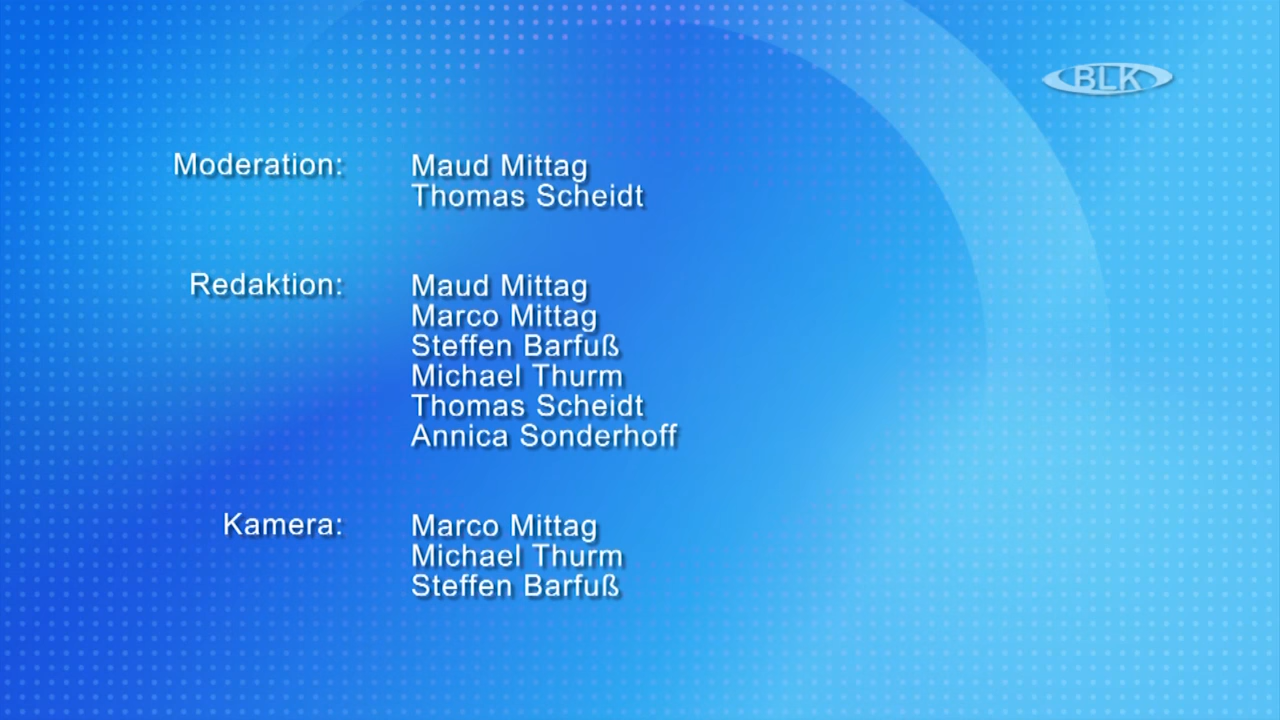 BLK
Moderation: Maud Mittag
Thomas Scheidt
Redaktion: Maud Mittag
Marco Mittag
Steffen Barfuß
Michael Thurm
Thomas Scheidt
Annica Sonderhoff
Kamera: Marco Mittag
Michael Thurm
Steffen Barfuß